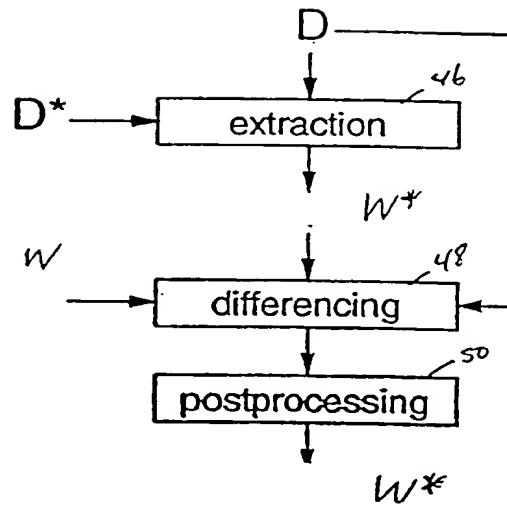 D
46
D* extraction
W*
W 48
differencing
50
postprocessing
W*